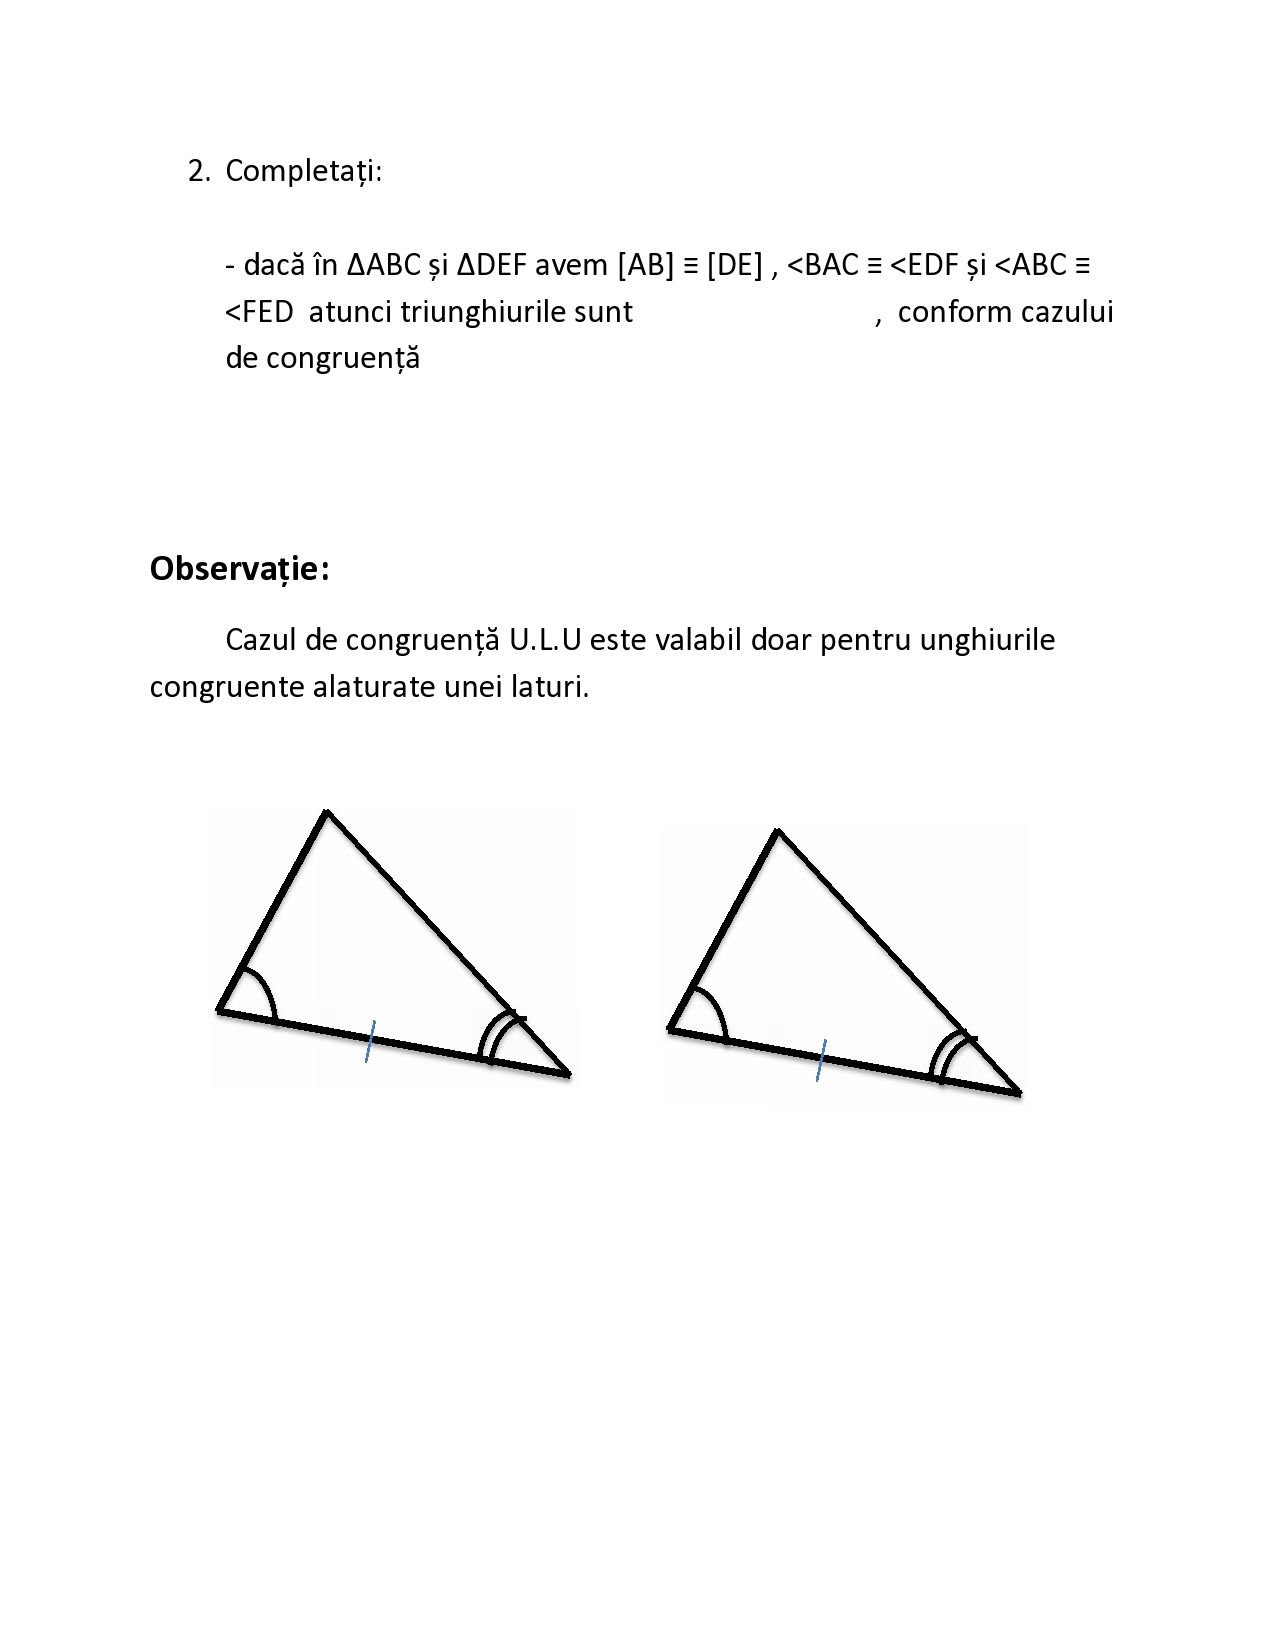 2. Completați:
- dacă în ΔABC și ΔDEF avem [AB] ≡ [DE] , <BAC ≡ <EDF și <ABC ≡
<FED atunci triunghiurile sunt , conform cazului
de congruență
Observație:
Cazul de congruență U.L.U este valabil doar pentru unghiurile
congruente alaturate unei laturi.